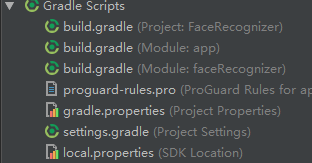 Gradle Scripts
build.gradle (Project: FaceRecognizer)
build.gradle (Module: app)
build.gradle (Module: faceRecognizer)
proguard-rules.pro (ProGuard Rules for ap
gradle.properties (Project Properties)
settings.gradle (Project Settings)
local.properties (SDK Location)